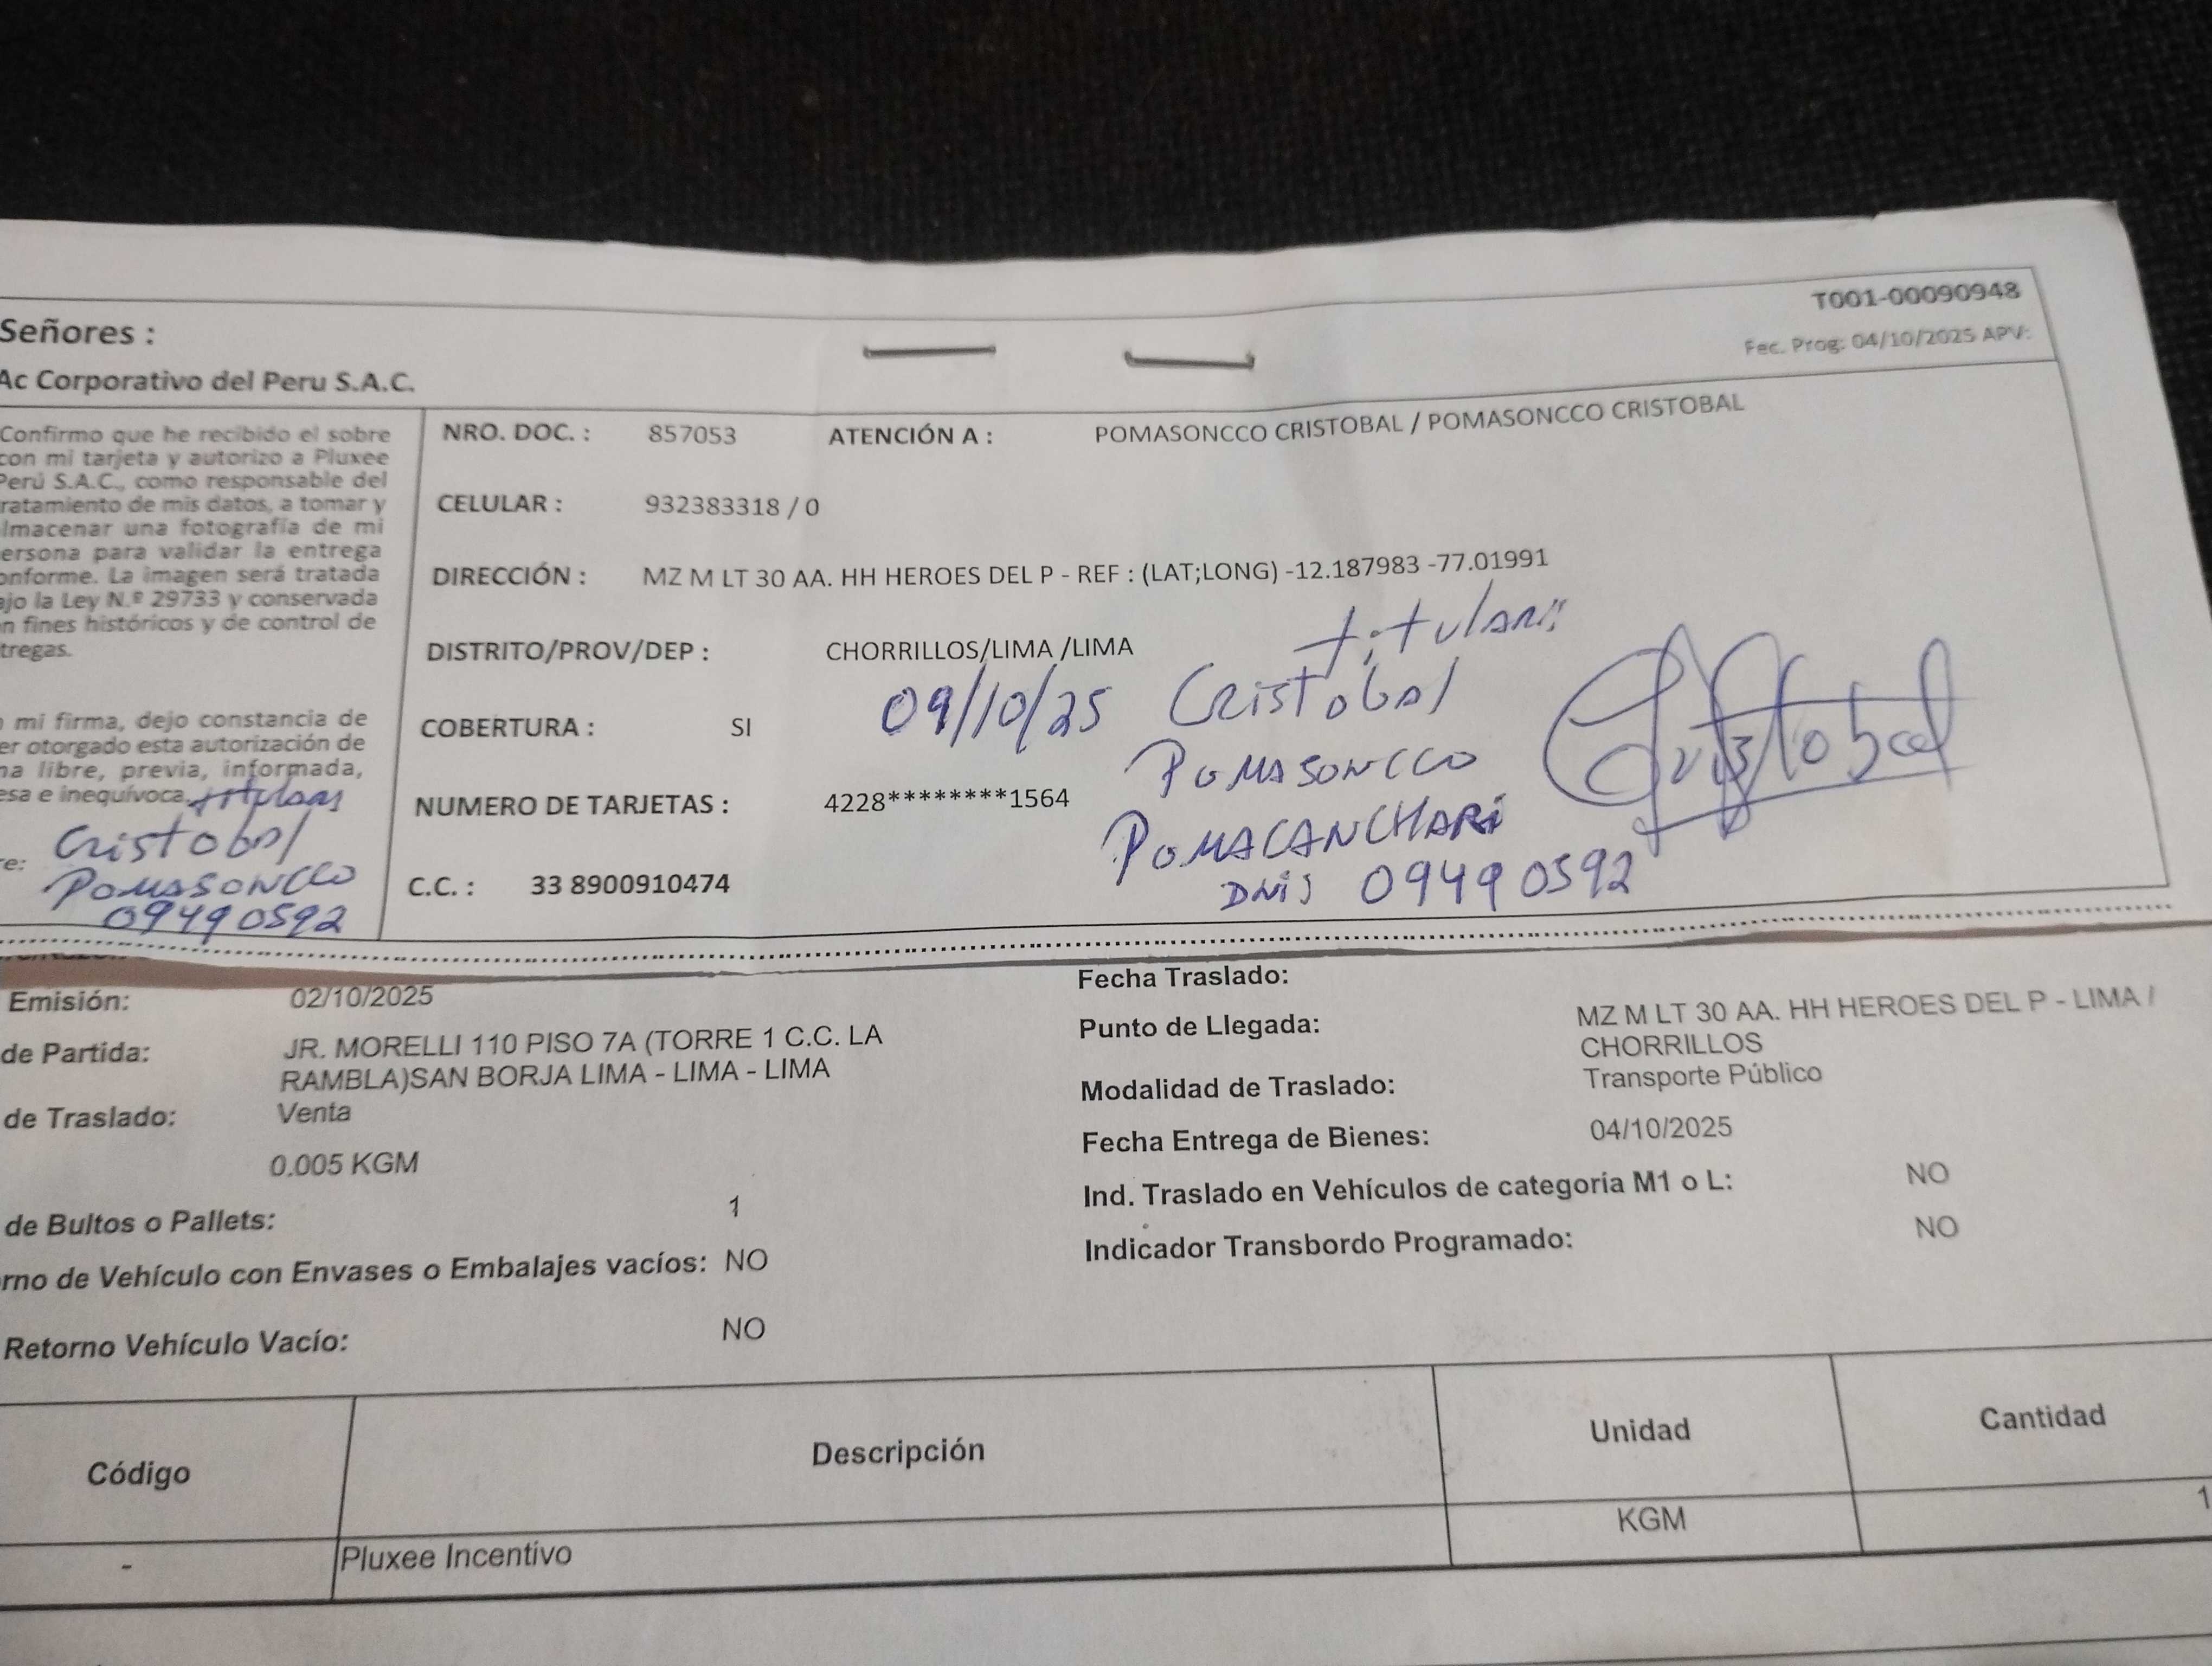 T001-00090948
Señores :
Fec. Prog: 04/10/2025 APV:
Ac Corporativo del Peru S.A.C.
Confirmo que he recibido el sobre
con mi tarjeta y autorizo a Pluxee
Perú S.A.C., como responsable del
ratamiento de mis datos, a tomar y
lmacenar una fotografía de mi
ersona para validar la entrega
onforme. La imagen será tratada
ajo la Ley N.º 29733 y conservada
n fines históricos y de control de
tregas.
mi firma, dejo constancia de
er otorgado esta autorización de
na libre, previa, informada,
esa e inequívoca. titular
re: Cristobal
POMASONCCO
09490592
NRO. DOC. : 857053 ATENCIÓN A : POMASONCCO CRISTOBAL / POMASONCCO CRISTOBAL
CELULAR : 932383318 / 0
DIRECCIÓN : MZ M LT 30 AA. HH HEROES DEL P - REF : (LAT;LONG) -12.187983 -77.01991
DISTRITO/PROV/DEP : CHORRILLOS/LIMA /LIMA
COBERTURA : SI
NUMERO DE TARJETAS : 4228********1564
C.C. : 33 8900910474
titular
09/10/25 Cristobal
POMASONCCO
POMACANCHARI
DNI 09490592
Cristobal
Emisión: 02/10/2025
de Partida: JR. MORELLI 110 PISO 7A (TORRE 1 C.C. LA
RAMBLA)SAN BORJA LIMA - LIMA - LIMA
de Traslado: Venta
0.005 KGM
de Bultos o Pallets: 1
rno de Vehículo con Envases o Embalajes vacíos: NO
Retorno Vehículo Vacío: NO
Fecha Traslado:
Punto de Llegada: MZ M LT 30 AA. HH HEROES DEL P - LIMA /
CHORRILLOS
Modalidad de Traslado: Transporte Público
Fecha Entrega de Bienes: 04/10/2025
Ind. Traslado en Vehículos de categoría M1 o L: NO
Indicador Transbordo Programado: NO
Código Descripción Unidad Cantidad
- Pluxee Incentivo KGM 1